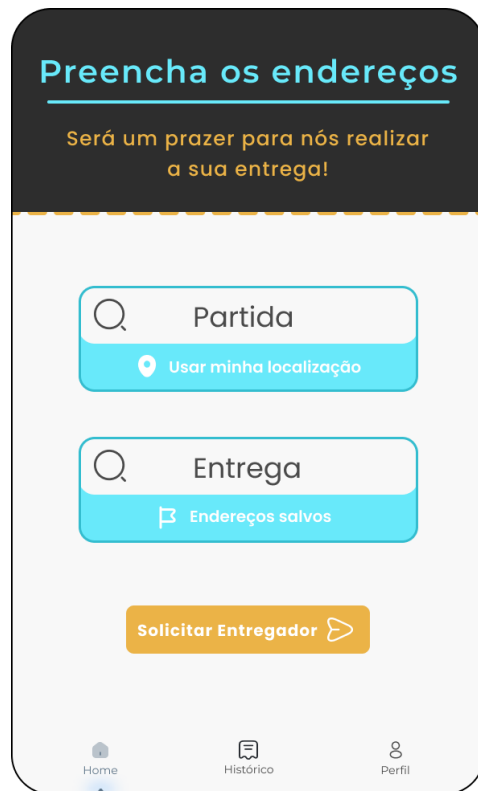 Preencha os endereços
Será um prazer para nós realizar
a sua entrega!
Partida
Usar minha localização
Entrega
Endereços salvos
Solicitar Entregador
Home
Histórico
Perfil